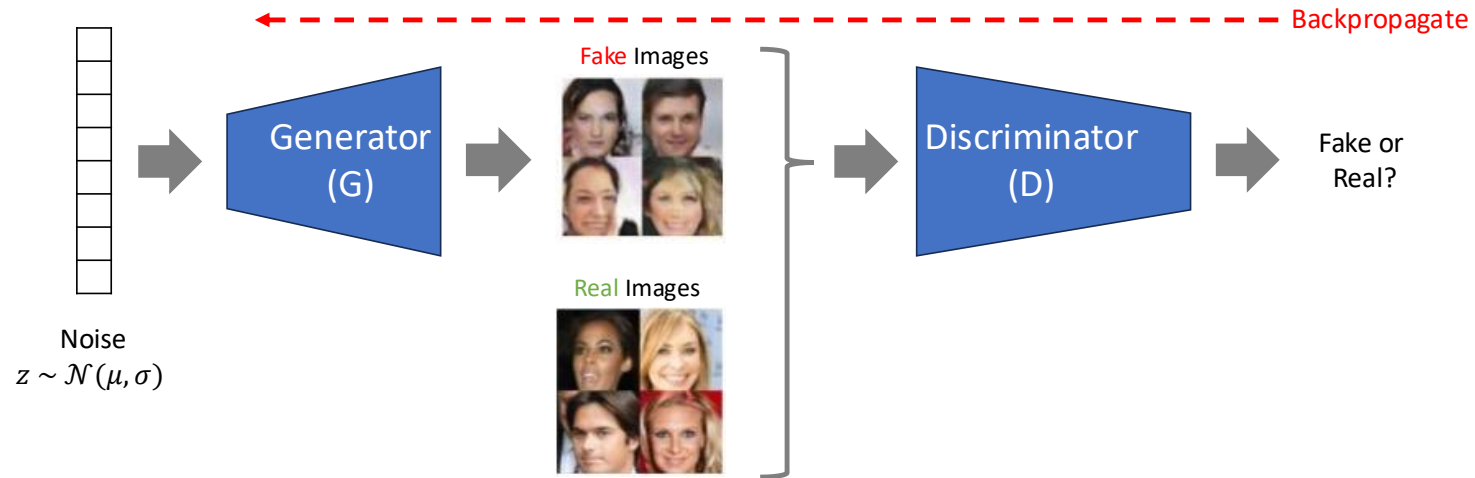 Backpropagate
Fake Images
Generator
(G)
Discriminator
(D)
Fake or
Real?
Real Images
Noise
z ~ 𝒩(μ, σ)